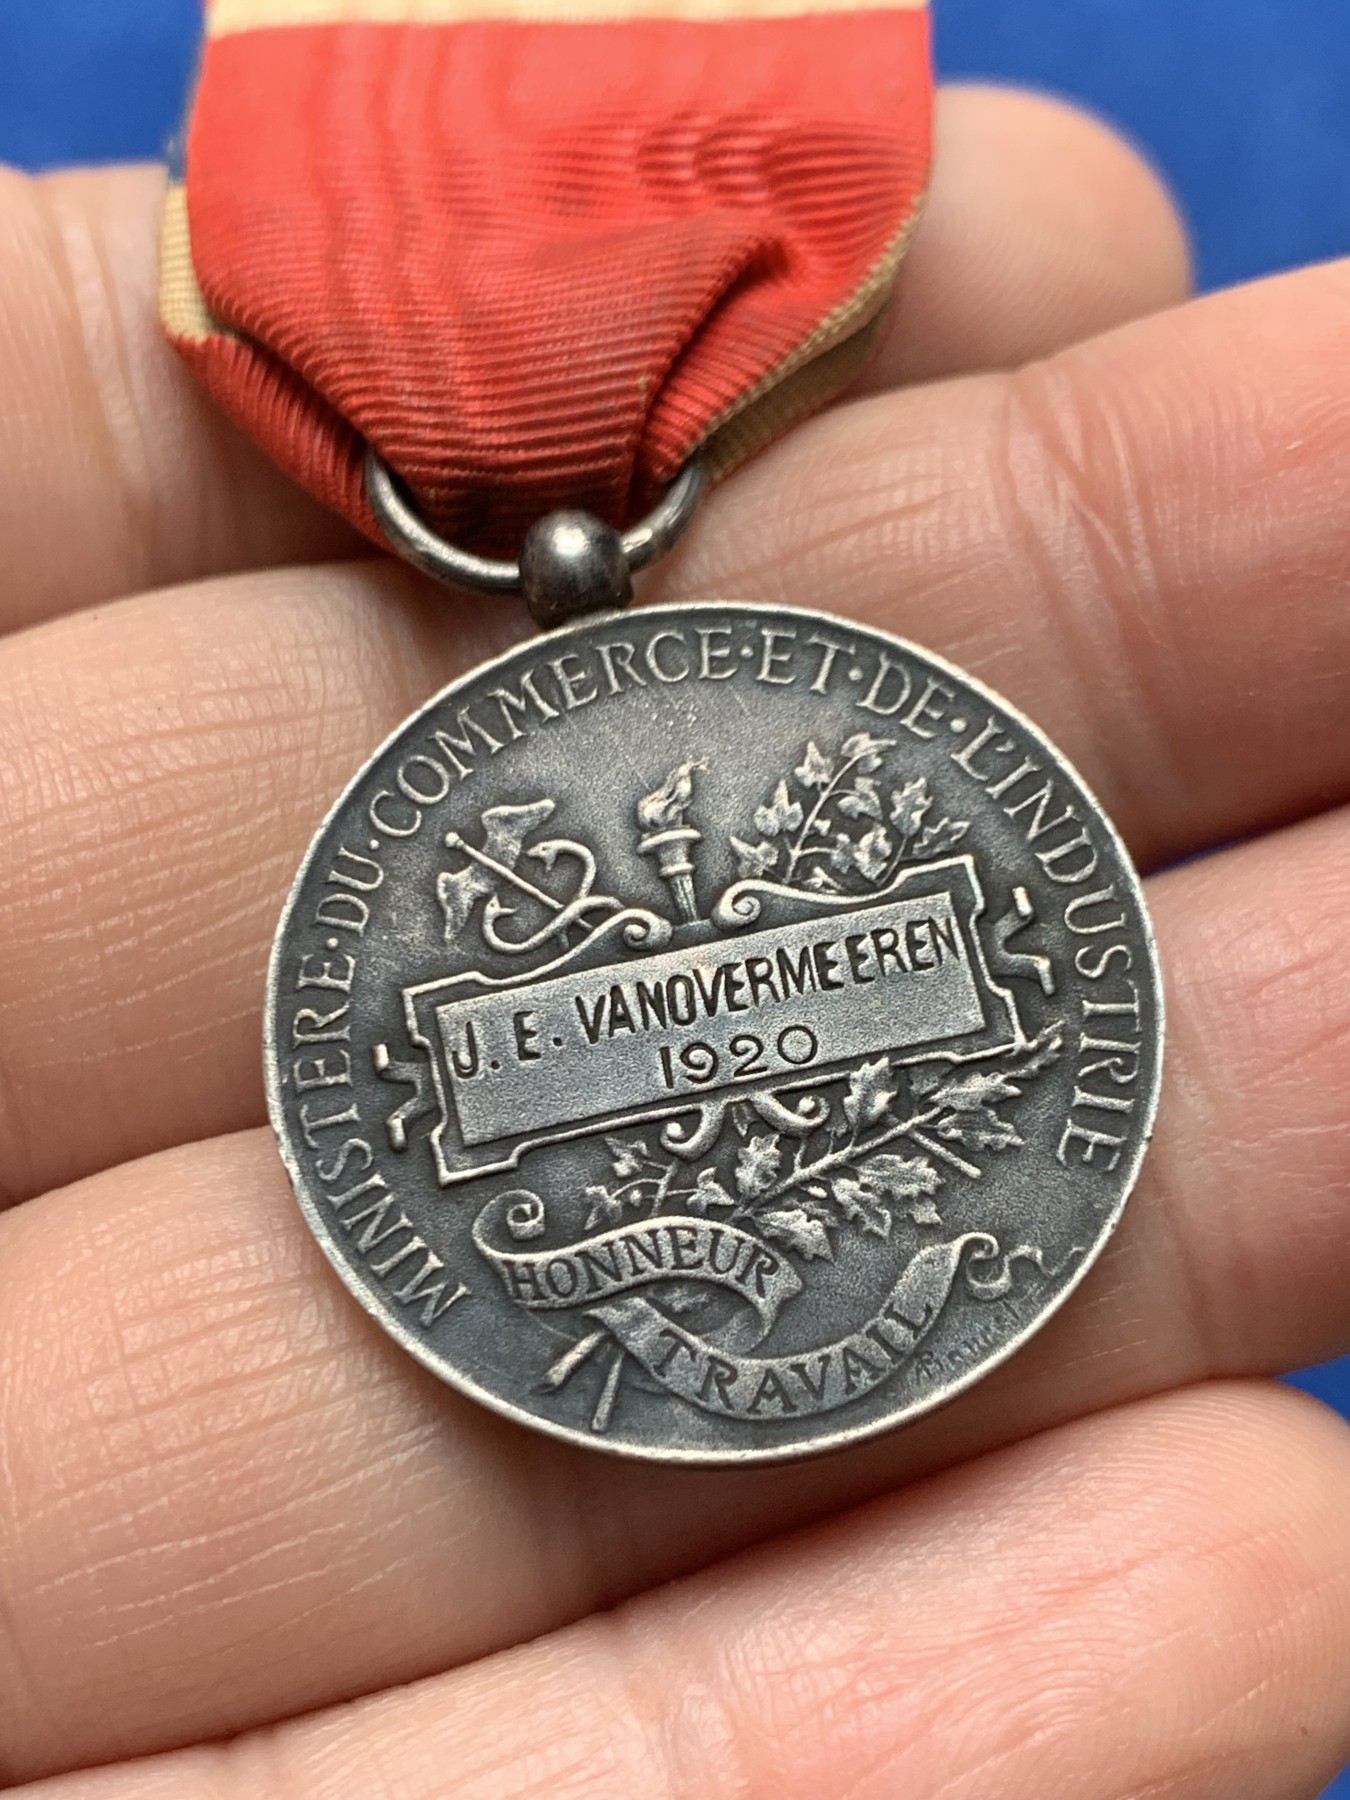 MINISTÈRE·DU·COMMERCE·ET·DE·L'INDUSTRIE
J. E. VANOVERMEEREN
1920
HONNEUR
TRAVAIL